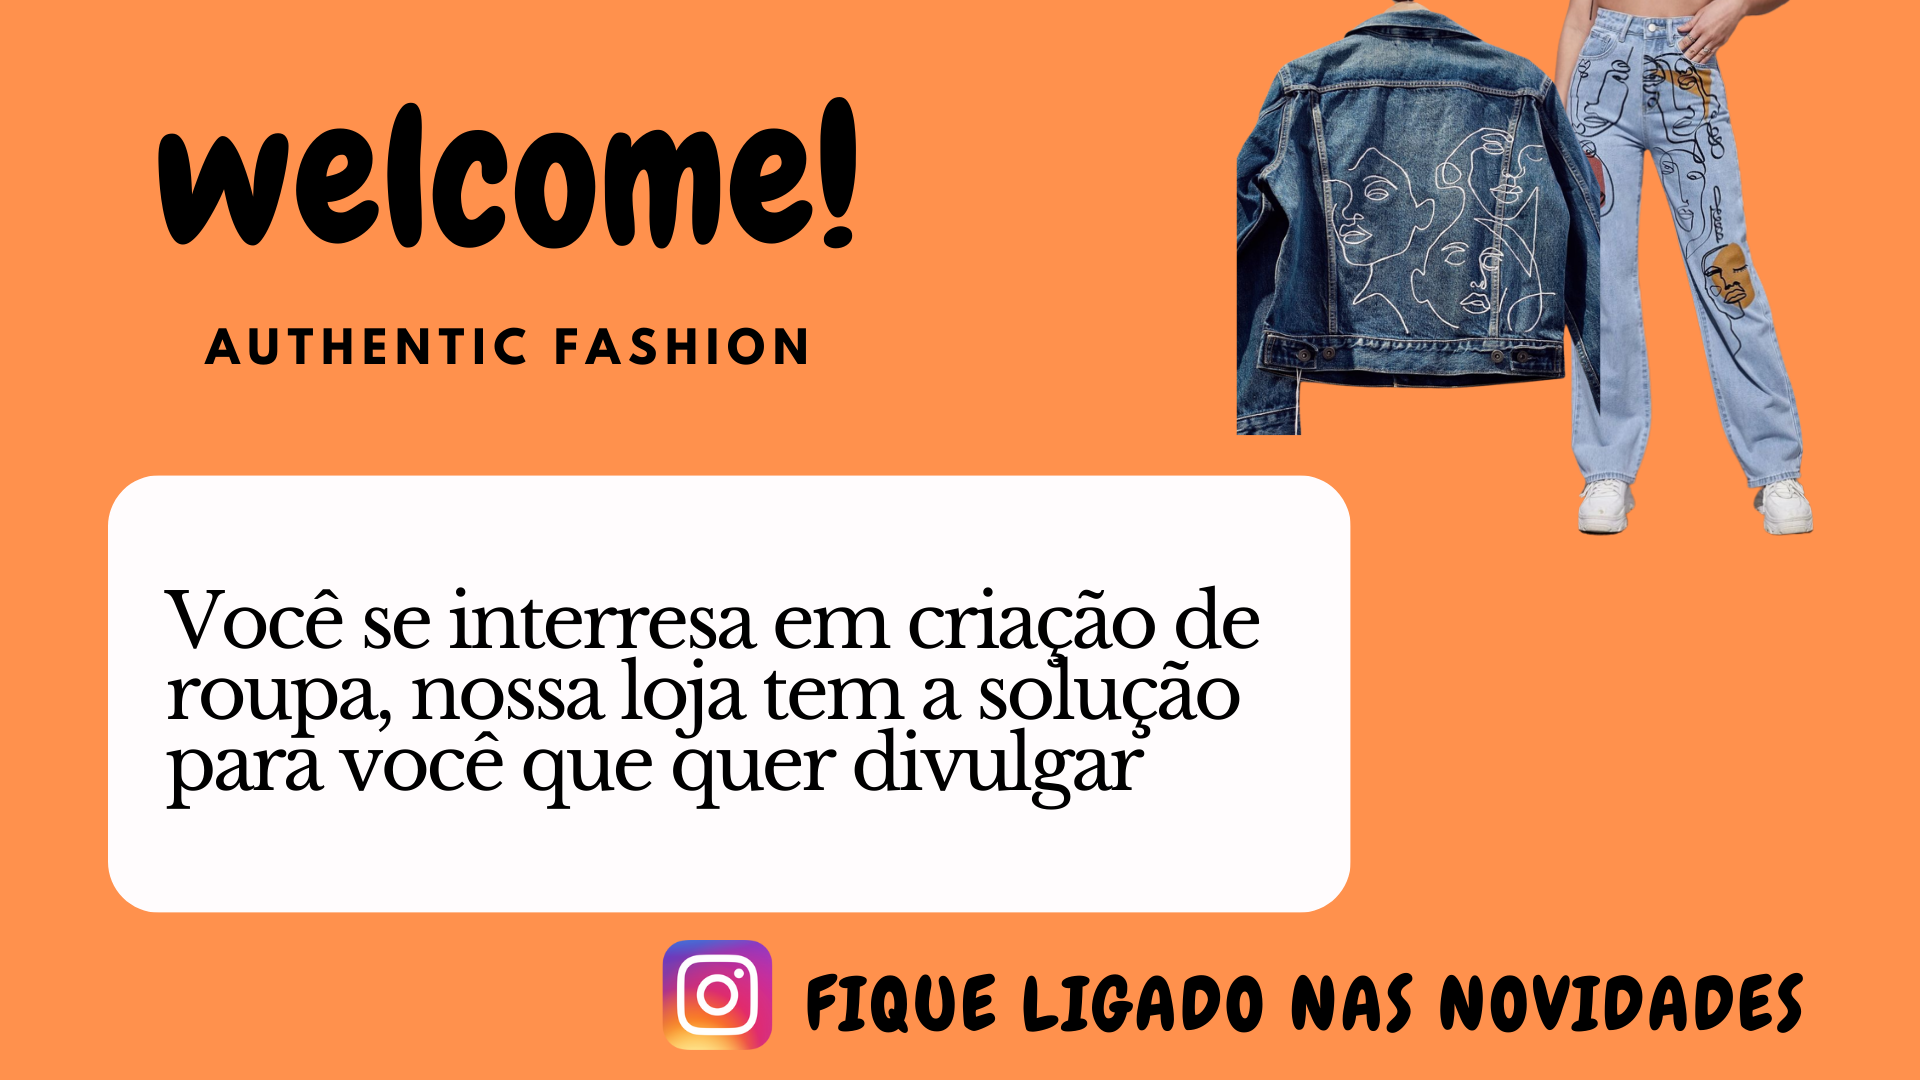 welcome!
AUTHENTIC FASHION
Você se interresa em criação de
roupa, nossa loja tem a solução
para você que quer divulgar
FIQUE LIGADO NAS NOVIDADES